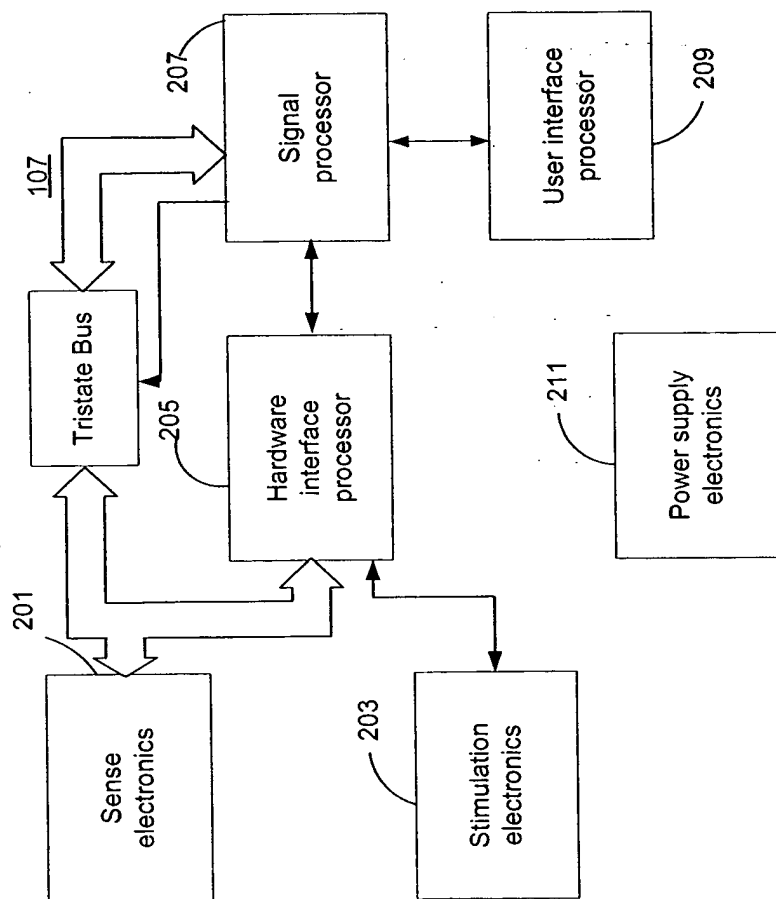 107
201
Sense
electronics
Tristate Bus
207
Signal
processor
205
Hardware
interface
processor
203
Stimulation
electronics
User interface
processor
209
211
Power supply
electronics